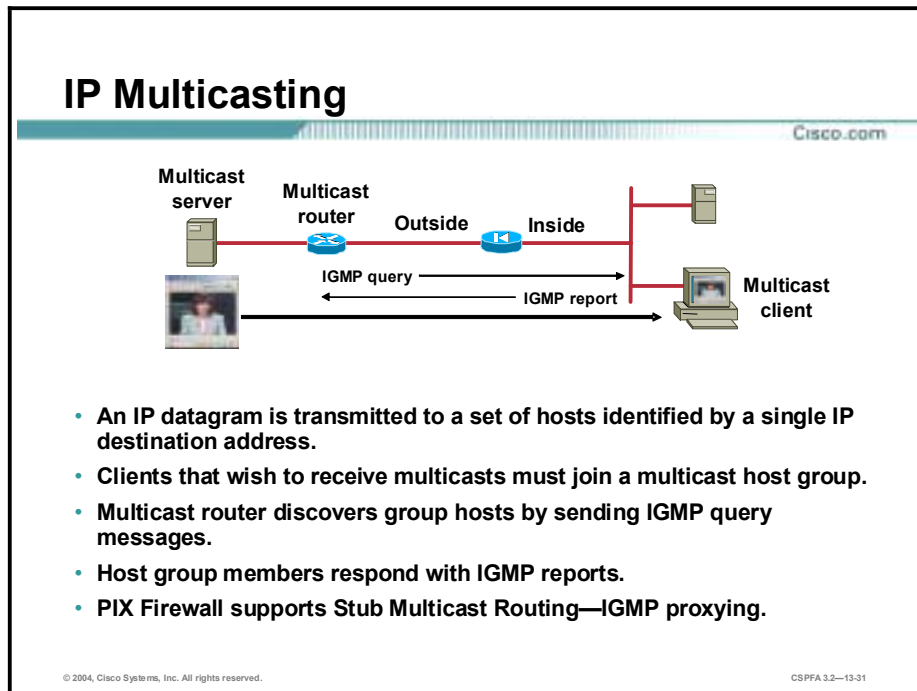 IP Multicasting
Cisco.com
Multicast
server
Multicast
router
Outside
Inside
IGMP query
IGMP report
Multicast
client
• An IP datagram is transmitted to a set of hosts identified by a single IP
destination address.
• Clients that wish to receive multicasts must join a multicast host group.
• Multicast router discovers group hosts by sending IGMP query
messages.
• Host group members respond with IGMP reports.
• PIX Firewall supports Stub Multicast Routing—IGMP proxying.
© 2004, Cisco Systems, Inc. All rights reserved.
CSPFA 3.2—13-31